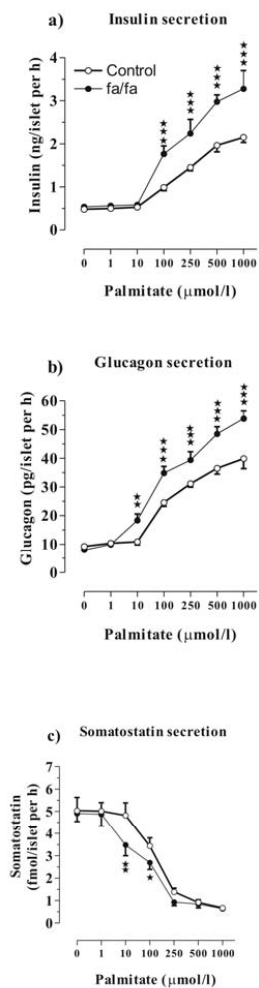 a) Insulin secretion
Insulin (ng/islet per h)
4
3
2
1
0
Control
fa/fa
★★★
★★★
★★★
★★★
0 1 10 100 250 500 1000
Palmitate (μmol/l)
b) Glucagon secretion
Glucagon (pg/islet per h)
60
50
40
30
20
10
0
★★
★★★
★★★
★★★
★★★
0 1 10 100 250 500 1000
Palmitate (μmol/l)
c) Somatostatin secretion
Somatostatin
(fmol/islet per h)
7
6
5
4
3
2
1
0
★★
★
0 1 10 100 250 500 1000
Palmitate (μmol/l)